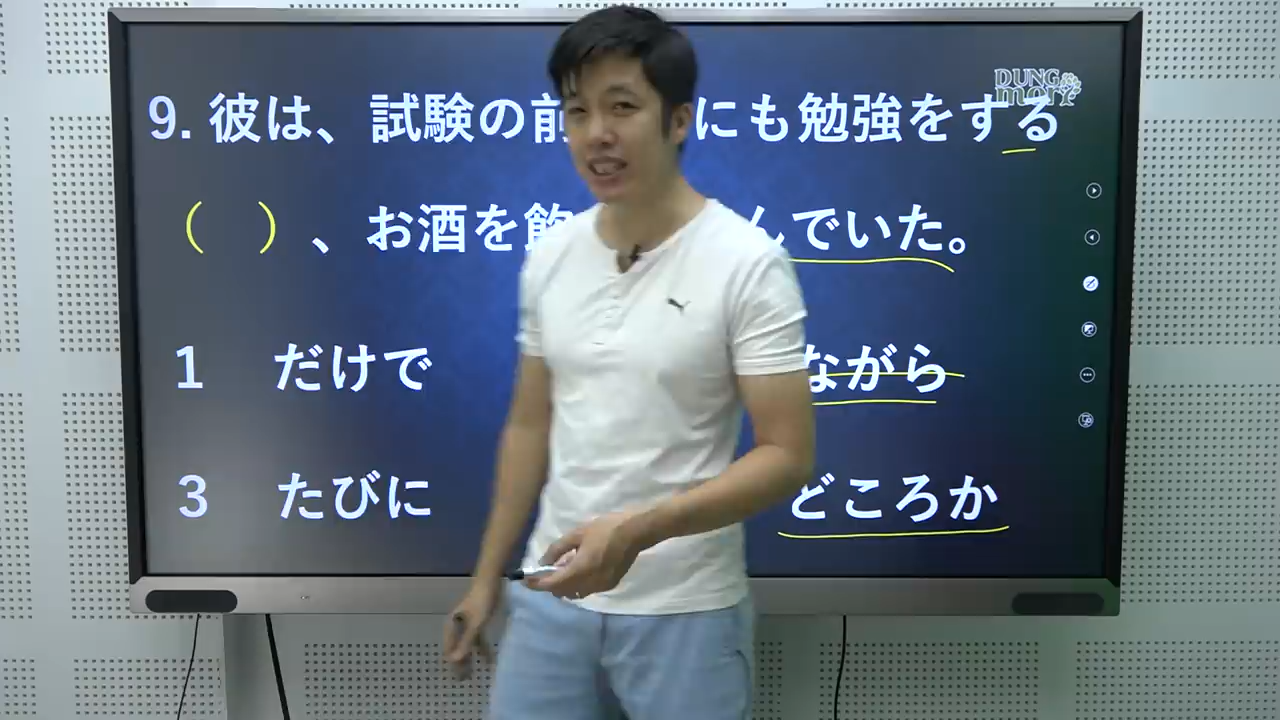 DUNG
mori
9. 彼は、試験の前 にも勉強をする
( )、お酒を飲 んでいた。
1 だけで ながら
3 たびに どころか